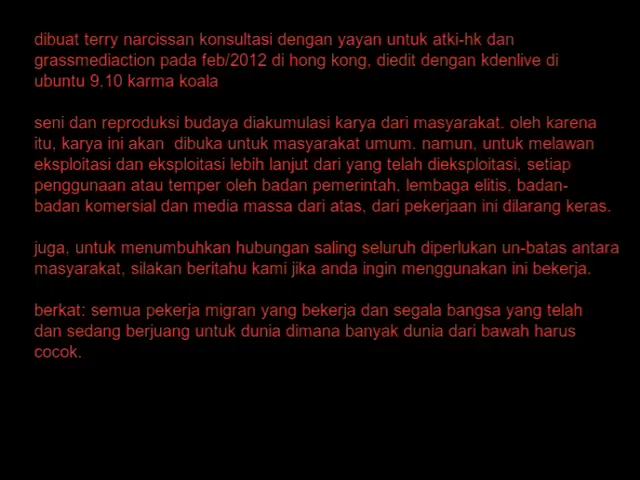 dibuat terry narcissan konsultasi dengan yayan untuk atki-hk dan
grassmediaction pada feb/2012 di hong kong, diedit dengan kdenlive di
ubuntu 9.10 karma koala
seni dan reproduksi budaya diakumulasi karya dari masyarakat. oleh karena
itu, karya ini akan dibuka untuk masyarakat umum. namun, untuk melawan
eksploitasi dan eksploitasi lebih lanjut dari yang telah dieksploitasi, setiap
penggunaan atau temper oleh badan pemerintah, lembaga elitis, badan-
badan komersial dan media massa dari atas, dari pekerjaan ini dilarang keras.
juga, untuk menumbuhkan hubungan saling seluruh diperlukan un-batas antara
masyarakat, silakan beritahu kami jika anda ingin menggunakan ini bekerja.
berkat: semua pekerja migran yang bekerja dan segala bangsa yang telah
dan sedang berjuang untuk dunia dimana banyak dunia dari bawah harus
cocok.